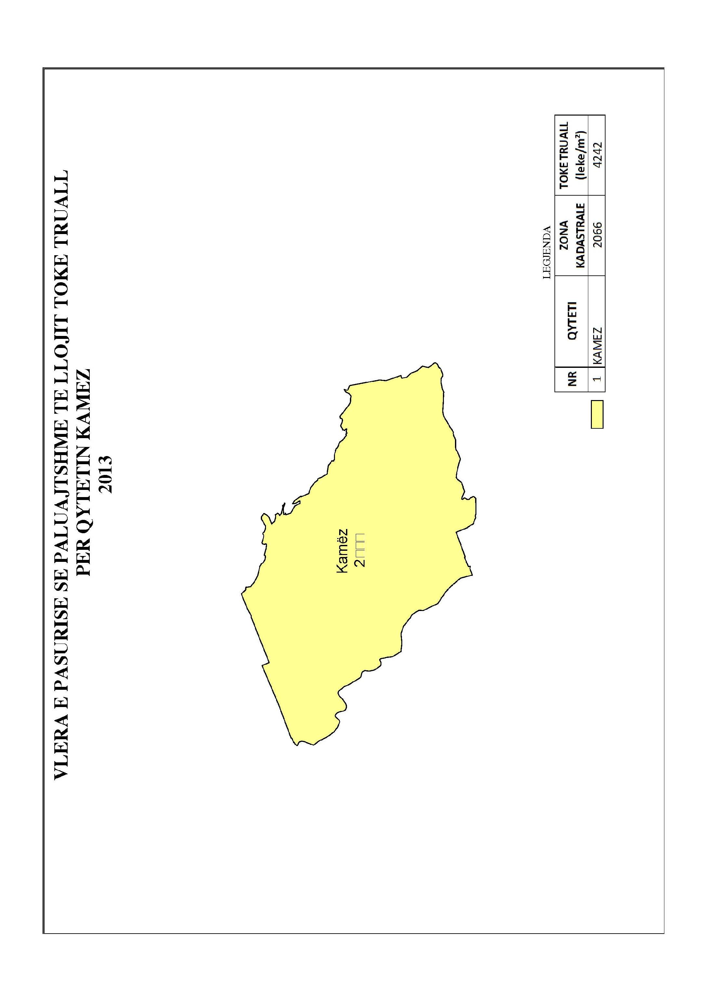 VLERA E PASURISE SE PALUAJTSHME TE LLOJIT TOKE TRUALL
PER QYTETIN KAMEZ
2013
Kamëz
2□□□
LEGJENDA
NR QYTETI ZONA KADASTRALE TOKE TRUALL (leke/m²)
1 KAMEZ 2066 4242